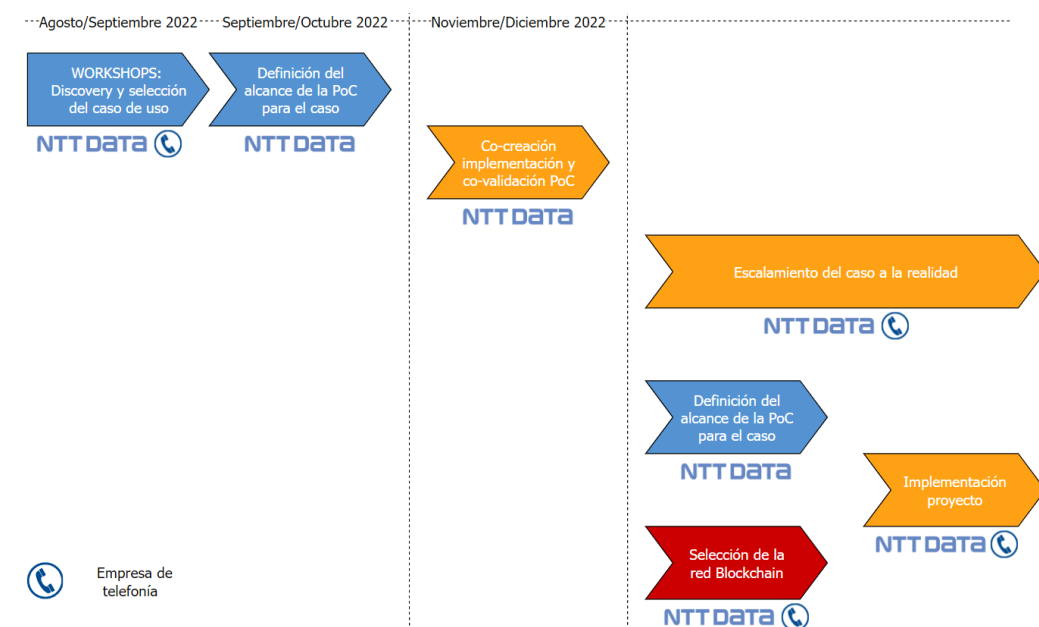 Agosto/Septiembre 2022
Septiembre/Octubre 2022
Noviembre/Diciembre 2022
WORKSHOPS:
Discovery y selección
del caso de uso
NTT DATA
Definición del
alcance de la PoC
para el caso
NTT DATA
Co-creación
implementación y
co-validación PoC
NTT DATA
Escalamiento del caso a la realidad
NTT DATA
Definición del
alcance de la PoC
para el caso
NTT DATA
Implementación
proyecto
NTT DATA
Selección de la
red Blockchain
NTT DATA
Empresa de
telefonía